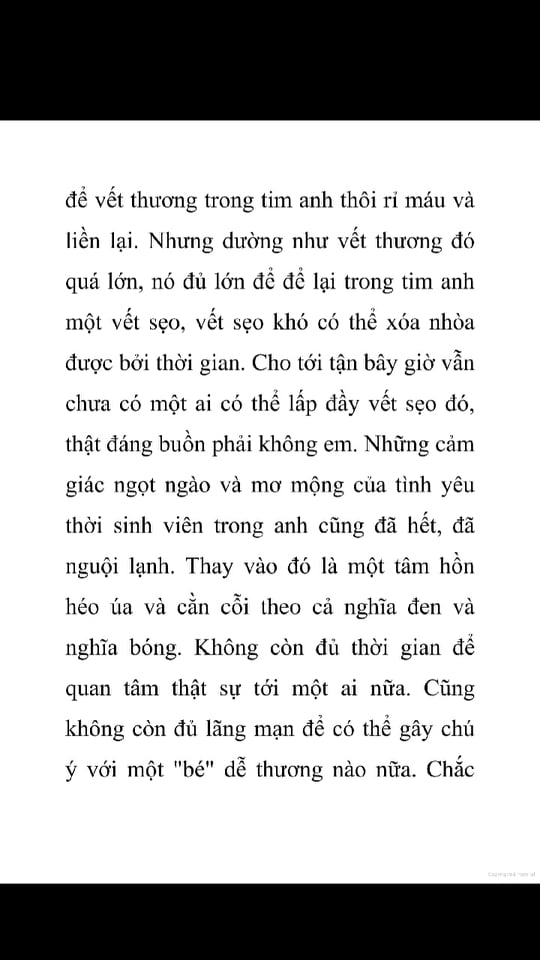 để vết thương trong tim anh thôi rỉ máu và
liền lại. Nhưng dường như vết thương đó
quá lớn, nó đủ lớn để để lại trong tim anh
một vết sẹo, vết sẹo khó có thể xóa nhòa
được bởi thời gian. Cho tới tận bây giờ vẫn
chưa có một ai có thể lấp đầy vết sẹo đó,
thật đáng buồn phải không em. Những cảm
giác ngọt ngào và mơ mộng của tình yêu
thời sinh viên trong anh cũng đã hết, đã
nguội lạnh. Thay vào đó là một tâm hồn
héo úa và cằn cỗi theo cả nghĩa đen và
nghĩa bóng. Không còn đủ thời gian để
quan tâm thật sự tới một ai nữa. Cũng
không còn đủ lãng mạn để có thể gây chú
ý với một "bé" dễ thương nào nữa. Chắc